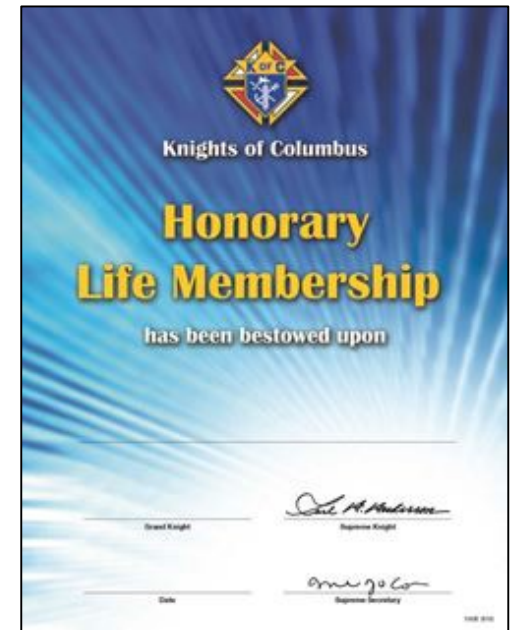 K OF C
Knights of Columbus
Honorary
Life Membership
has been bestowed upon
Grand Knight
Supreme Knight
Date
Supreme Secretary